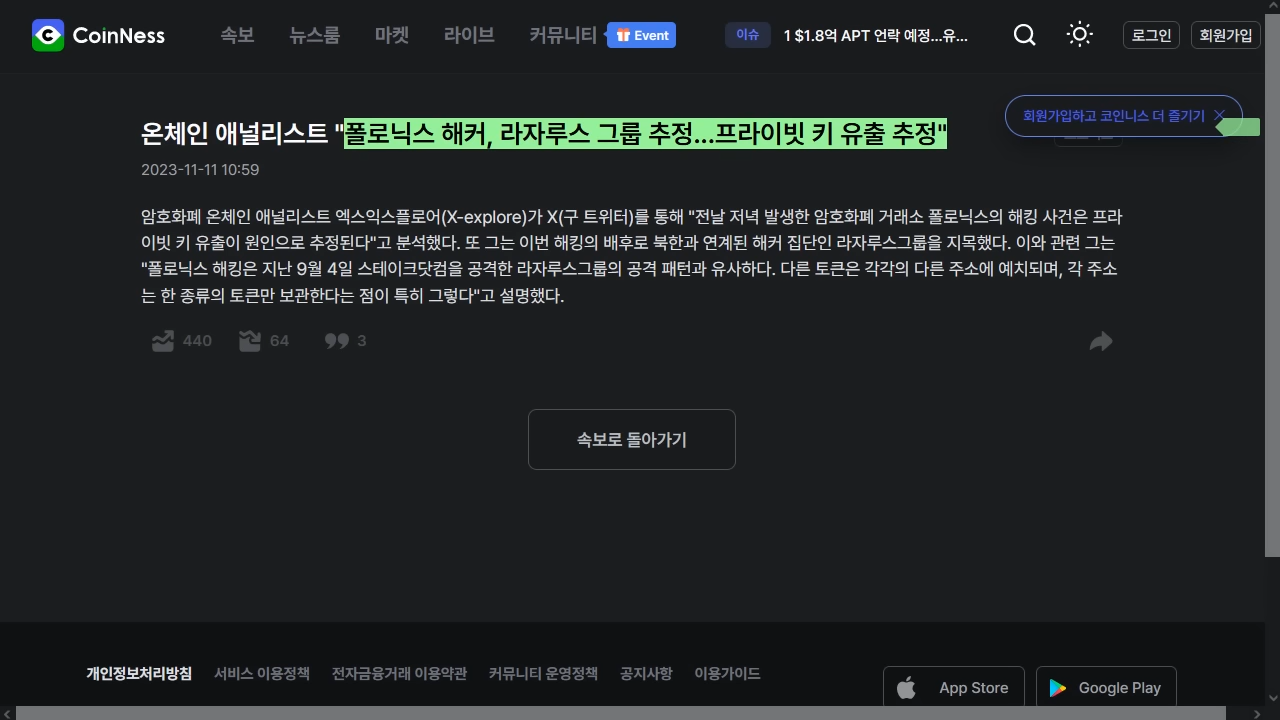 CoinNess 속보 뉴스룸 마켓 라이브 커뮤니티 Event 이슈 1 $1.8억 APT 언락 예정...유... 로그인 회원가입
회원가입하고 코인니스 더 즐기기
온체인 애널리스트 "폴로닉스 해커, 라자루스 그룹 추정...프라이빗 키 유출 추정"
2023-11-11 10:59
암호화폐 온체인 애널리스트 엑스익스플로어(X-explore)가 X(구 트위터)를 통해 "전날 저녁 발생한 암호화폐 거래소 폴로닉스의 해킹 사건은 프라
이빗 키 유출이 원인으로 추정된다"고 분석했다. 또 그는 이번 해킹의 배후로 북한과 연계된 해커 집단인 라자루스그룹을 지목했다. 이와 관련 그는
"폴로닉스 해킹은 지난 9월 4일 스테이크닷컴을 공격한 라자루스그룹의 공격 패턴과 유사하다. 다른 토큰은 각각의 다른 주소에 예치되며, 각 주소
는 한 종류의 토큰만 보관한다는 점이 특히 그렇다"고 설명했다.
440 64 3
속보로 돌아가기
개인정보처리방침 서비스 이용정책 전자금융거래 이용약관 커뮤니티 운영정책 공지사항 이용가이드
App Store Google Play